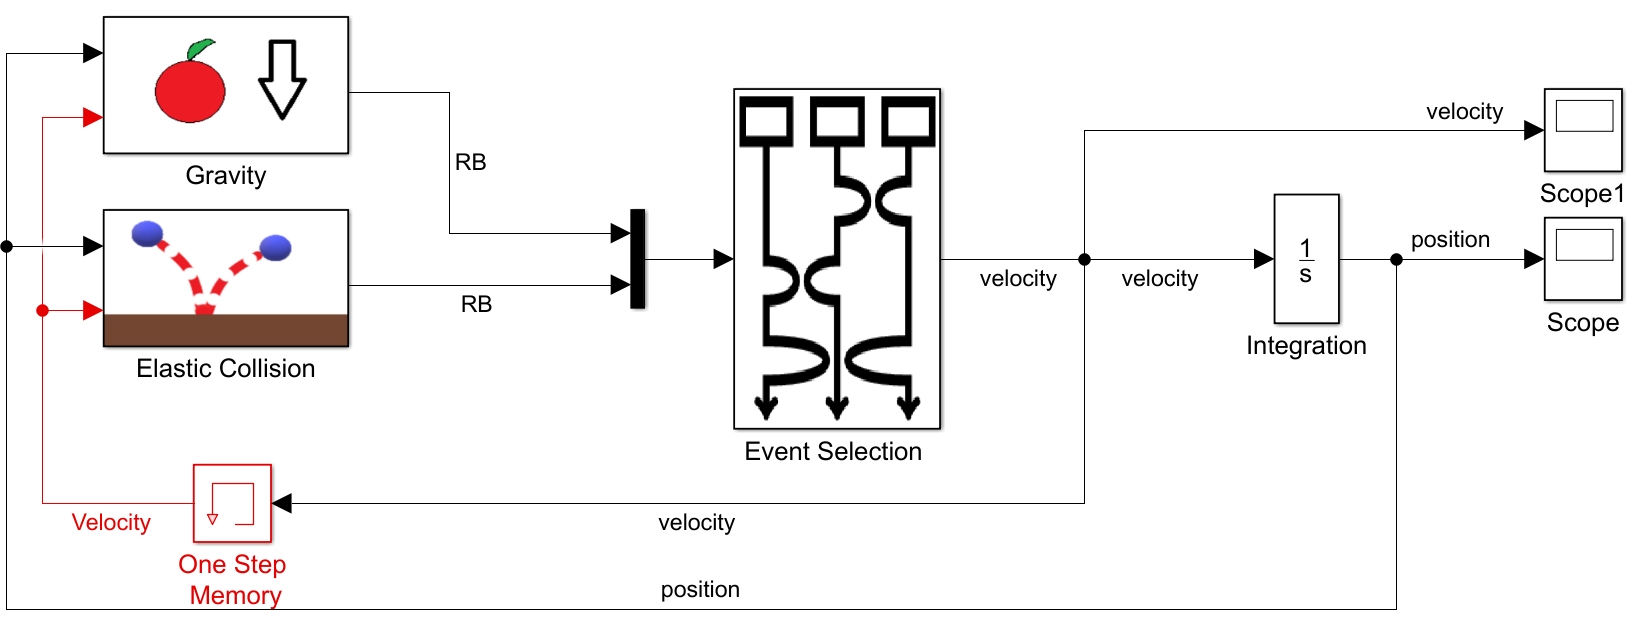 velocity
Gravity
RB
Scope1
position
1
s
velocity
velocity
RB
Scope
Integration
Elastic Collision
Event Selection
Velocity
velocity
One Step
Memory
position